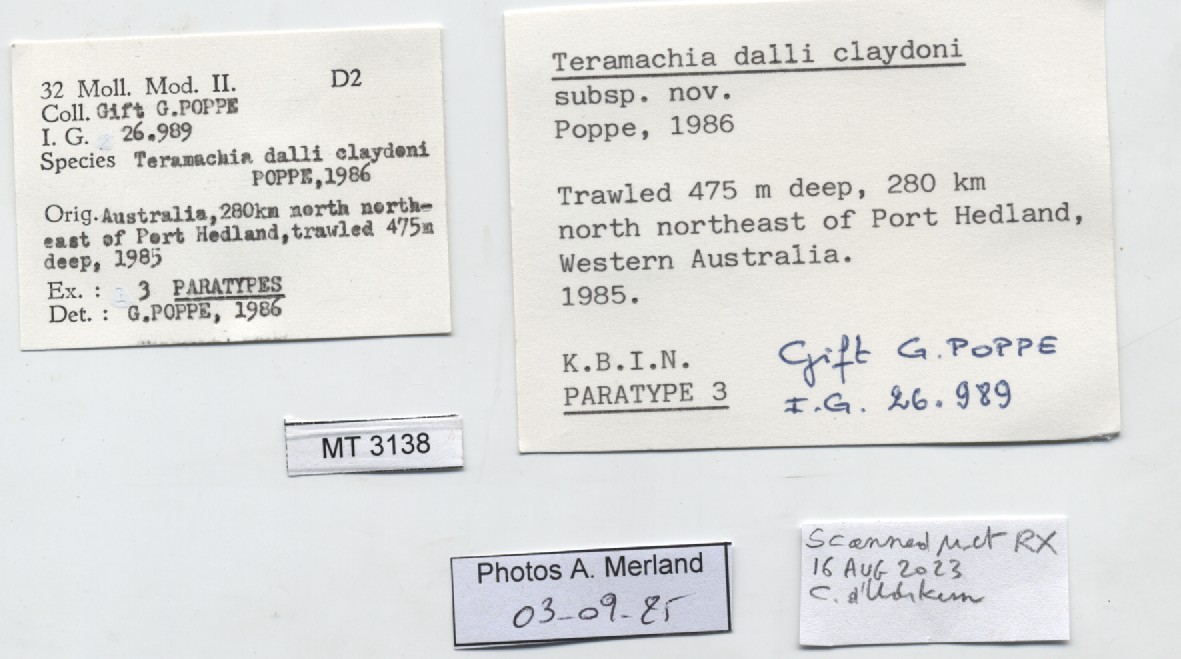 32 Moll. Mod. II. D2
Coll. Gift G.POPPE
I. G. 26.989
Species Teramachia dalli claydoni
POPPE,1986
Orig. Australia,280km north north-
east of Port Hedland,trawled 475m
deep, 1985
Ex. : 3 PARATYPES
Det. : G.POPPE, 1986
Teramachia dalli claydoni
subsp. nov.
Poppe, 1986
Trawled 475 m deep, 280 km
north northeast of Port Hedland,
Western Australia.
1985.
K.B.I.N.
PARATYPE 3
Gift G. POPPE
I.G. 26.989
MT 3138
Photos A. Merland
03-09-25
Scanned µ-ct RX
16 AUG 2023
C. d'Udekem